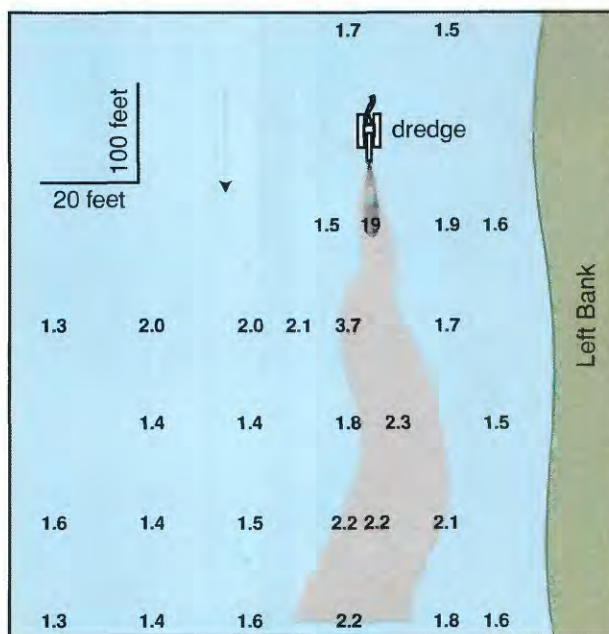 1.7 1.5
100 feet
dredge
20 feet
1.5 19 1.9 1.6
1.3 2.0 2.0 2.1 3.7 1.7
Left Bank
1.4 1.4 1.8 2.3 1.5
1.6 1.4 1.5 2.2 2.2 2.1
1.3 1.4 1.6 2.2 1.8 1.6